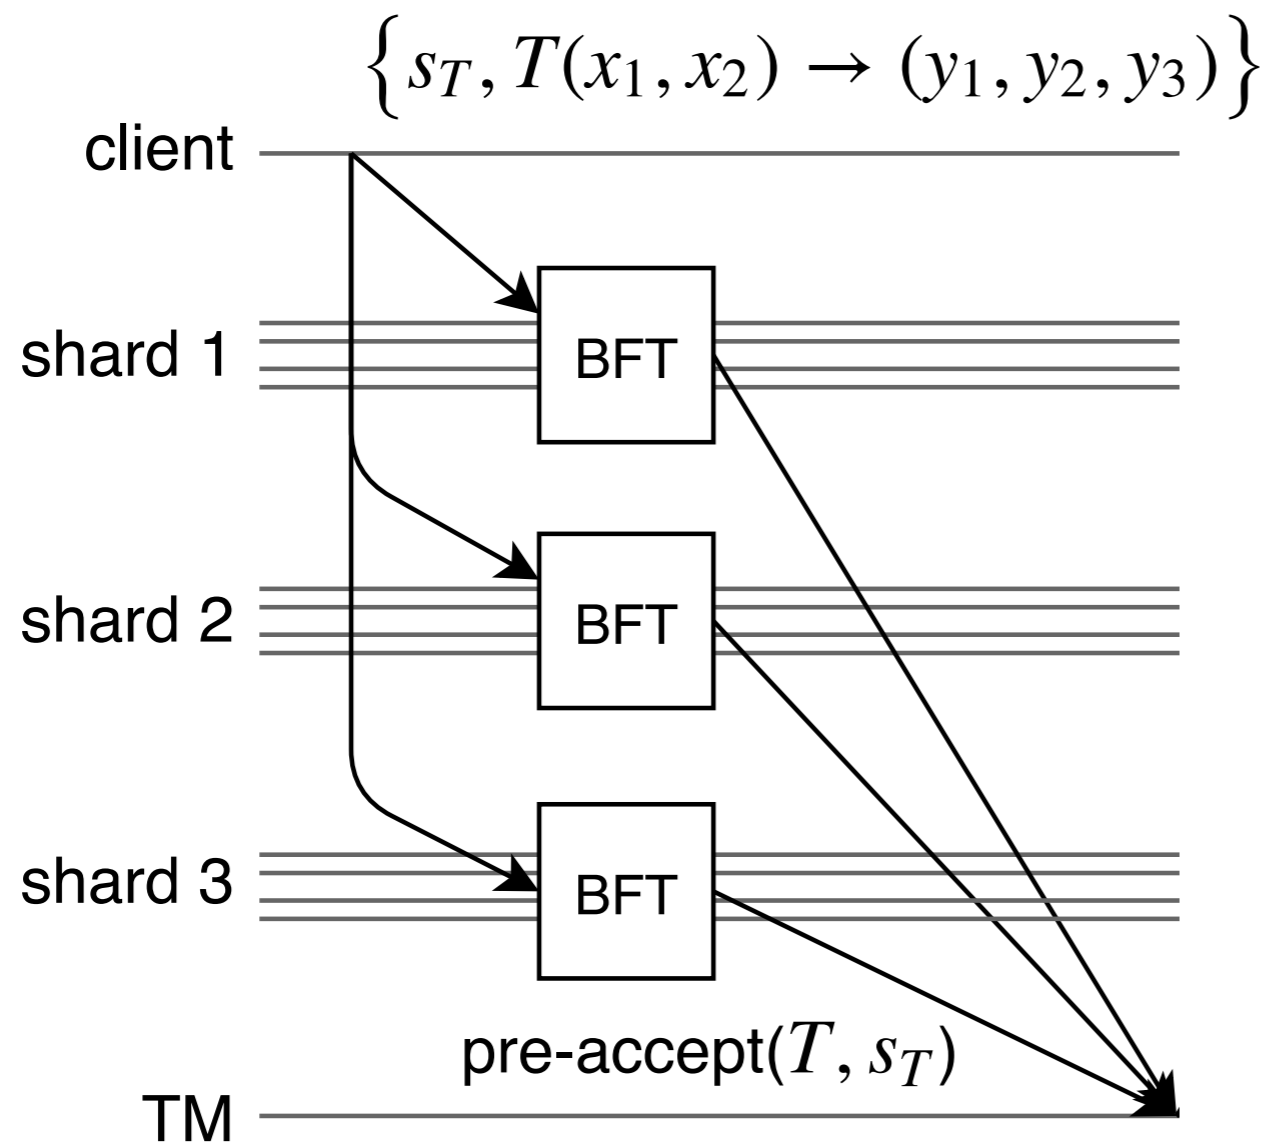 {s_T, T(x_1, x_2) → (y_1, y_2, y_3)}
client
shard 1
BFT
shard 2
BFT
shard 3
BFT
pre-accept(T, s_T)
TM